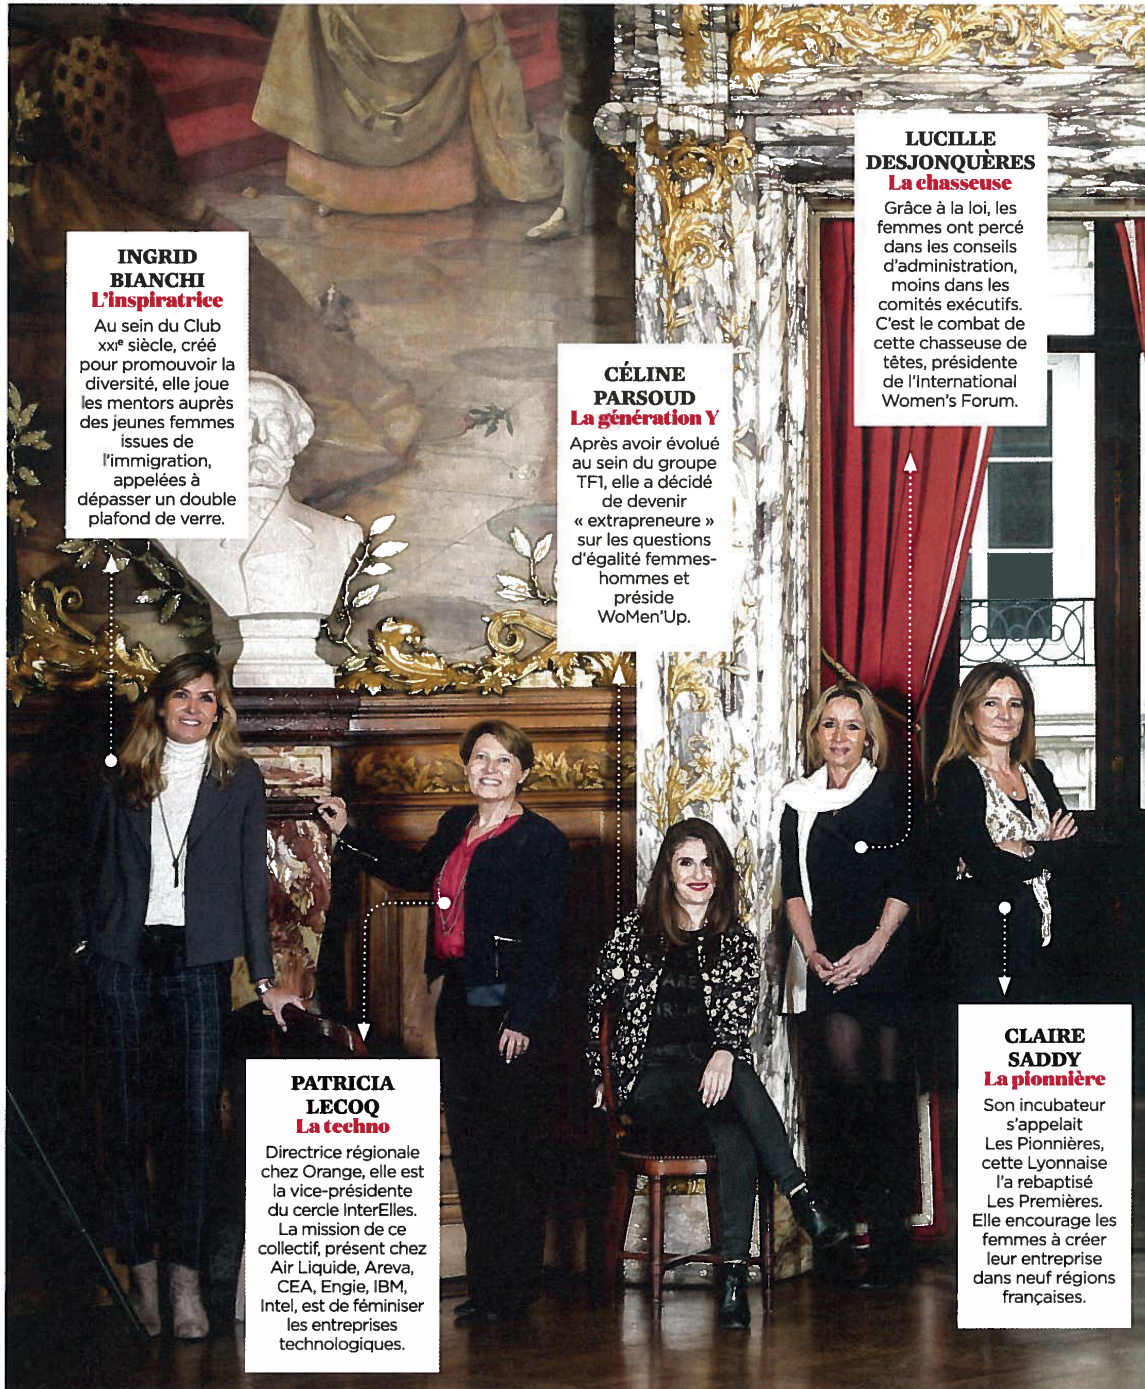 INGRID
BIANCHI
L'inspiratrice
Au sein du Club
XXIe siècle, créé
pour promouvoir la
diversité, elle joue
les mentors auprès
des jeunes femmes
issues de
l'immigration,
appelées à
dépasser un double
plafond de verre.
PATRICIA
LECOQ
La techno
Directrice régionale
chez Orange, elle est
la vice-présidente
du cercle InterElles.
La mission de ce
collectif, présent chez
Air Liquide, Areva,
CEA, Engie, IBM,
Intel, est de féminiser
les entreprises
technologiques.
CÉLINE
PARSOUD
La génération Y
Après avoir évolué
au sein du groupe
TF1, elle a décidé
de devenir
« extrapreneure »
sur les questions
d'égalité femmes-
hommes et
préside
WoMen'Up.
LUCILLE
DESJONQUÈRES
La chasseuse
Grâce à la loi, les
femmes ont percé
dans les conseils
d'administration,
moins dans les
comités exécutifs.
C'est le combat de
cette chasseuse de
têtes, présidente
de l'International
Women's Forum.
CLAIRE
SADDY
La pionnière
Son incubateur
s'appelait
Les Pionnières,
cette Lyonnaise
l'a rebaptisé
Les Premières.
Elle encourage les
femmes à créer
leur entreprise
dans neuf régions
françaises.